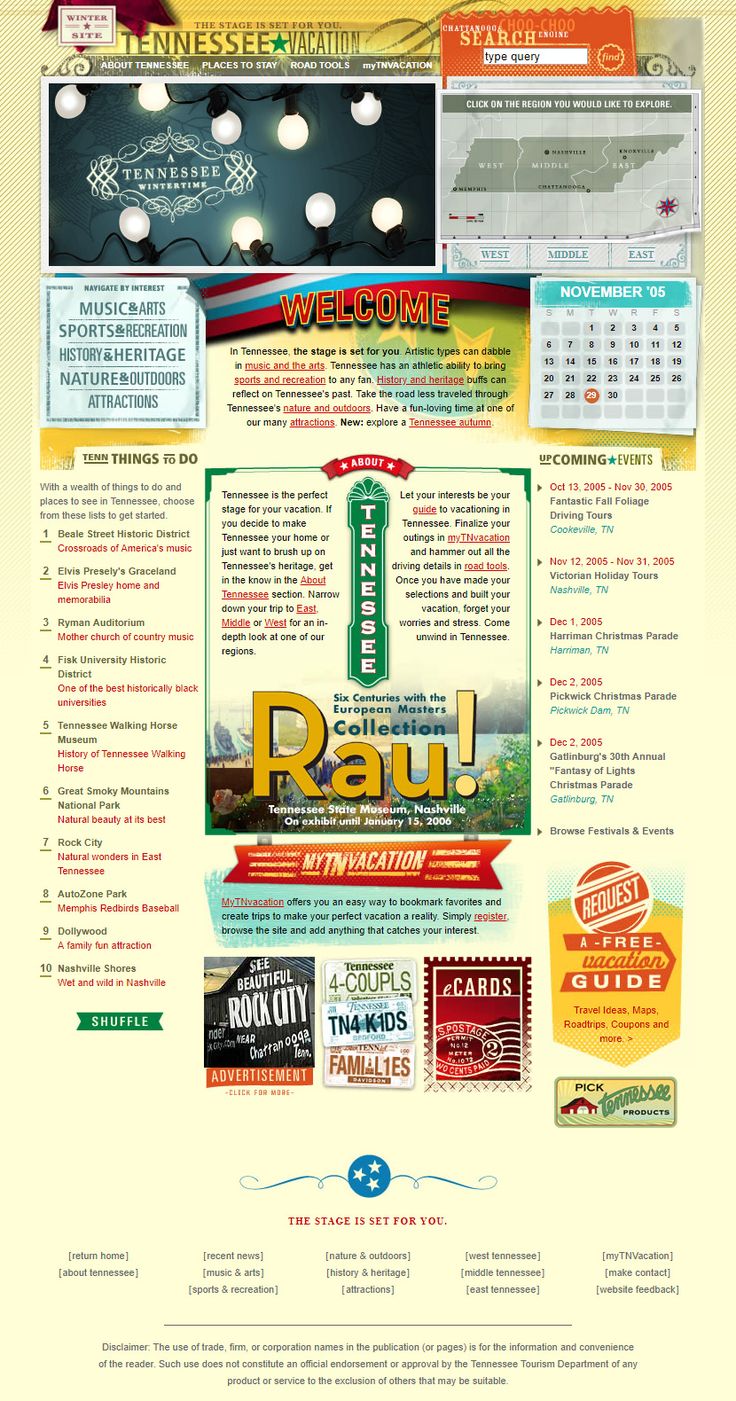 WINTER
SITE
THE STAGE IS SET FOR YOU.
TENNESSEE VACATION
ABOUT TENNESSEE PLACES TO STAY ROAD TOOLS myTNVACATION
CHATTANOOGA CHOO-CHOO
SEARCH ENGINE
type query
find
A
TENNESSEE
WINTERTIME
CLICK ON THE REGION YOU WOULD LIKE TO EXPLORE.
NASHVILLE
KNOXVILLE
WEST MIDDLE EAST
MEMPHIS
CHATTANOOGA
WEST MIDDLE EAST
NAVIGATE BY INTEREST
MUSIC&ARTS
SPORTS&RECREATION
HISTORY&HERITAGE
NATURE&OUTDOORS
ATTRACTIONS
WELCOME
In Tennessee, the stage is set for you. Artistic types can dabble
in music and the arts. Tennessee has an athletic ability to bring
sports and recreation to any fan. History and heritage buffs can
reflect on Tennessee's past. Take the road less traveled through
Tennessee's nature and outdoors. Have a fun-loving time at one of
our many attractions. New: explore a Tennessee autumn.
NOVEMBER '05
S M T W T F S
1 2 3 4 5
6 7 8 9 10 11 12
13 14 15 16 17 18 19
20 21 22 23 24 25 26
27 28 29 30
TENN THINGS TO DO
With a wealth of things to do and
places to see in Tennessee, choose
from these lists to get started.
1 Beale Street Historic District
Crossroads of America's music
2 Elvis Presely's Graceland
Elvis Presley home and
memorabilia
3 Ryman Auditorium
Mother church of country music
4 Fisk University Historic
District
One of the best historically black
universities
5 Tennessee Walking Horse
Museum
History of Tennessee Walking
Horse
6 Great Smoky Mountains
National Park
Natural beauty at its best
7 Rock City
Natural wonders in East
Tennessee
8 AutoZone Park
Memphis Redbirds Baseball
9 Dollywood
A family fun attraction
10 Nashville Shores
Wet and wild in Nashville
SHUFFLE
ABOUT
TENNESSEE
Tennessee is the perfect
stage for your vacation. If
you decide to make
Tennessee your home or
just want to brush up on
Tennessee's heritage, get
in the know in the About
Tennessee section. Narrow
down your trip to East,
Middle or West for an in-
depth look at one of our
regions.
Let your interests be your
guide to vacationing in
Tennessee. Finalize your
outings in myTNvacation
and hammer out all the
driving details in road tools.
Once you have made your
selections and built your
vacation, forget your
worries and stress. Come
unwind in Tennessee.
Six Centuries with the
European Masters
Collection
Rau!
Tennessee State Museum, Nashville
On exhibit until January 15, 2006
MYTNVACATION
MyTNvacation offers you an easy way to bookmark favorites and
create trips to make your perfect vacation a reality. Simply register,
browse the site and add anything that catches your interest.
SEE
BEAUTIFUL
ROCK CITY
NEAR
Chattanooga
Tenn.
ADVERTISEMENT
-CLICK FOR MORE-
Tennessee
4-COUPLS
TENNESSEE
TN4 K1DS
BEDFORD
TENN
FAMIL1ES
DAVIDSON
eCARDS
U.S. POSTAGE
PERMIT
NO.12
METER
NO.1072
2
TWO CENTS PAID
UPCOMING EVENTS
Oct 13, 2005 - Nov 30, 2005
Fantastic Fall Foliage
Driving Tours
Cookeville, TN
Nov 12, 2005 - Nov 31, 2005
Victorian Holiday Tours
Nashville, TN
Dec 1, 2005
Harriman Christmas Parade
Harriman, TN
Dec 2, 2005
Pickwick Christmas Parade
Pickwick Dam, TN
Dec 2, 2005
Gatlinburg's 30th Annual
"Fantasy of Lights
Christmas Parade
Gatlinburg, TN
Browse Festivals & Events
REQUEST
A -FREE-
vacation
GUIDE
Travel Ideas, Maps,
Roadtrips, Coupons and
more. >
PICK
tennessee
PRODUCTS
THE STAGE IS SET FOR YOU.
[return home] [recent news] [nature & outdoors] [west tennessee] [myTNVacation]
[about tennessee] [music & arts] [history & heritage] [middle tennessee] [make contact]
[sports & recreation] [attractions] [east tennessee] [website feedback]
Disclaimer: The use of trade, firm, or corporation names in the publication (or pages) is for the information and convenience
of the reader. Such use does not constitute an official endorsement or approval by the Tennessee Tourism Department of any
product or service to the exclusion of others that may be suitable.